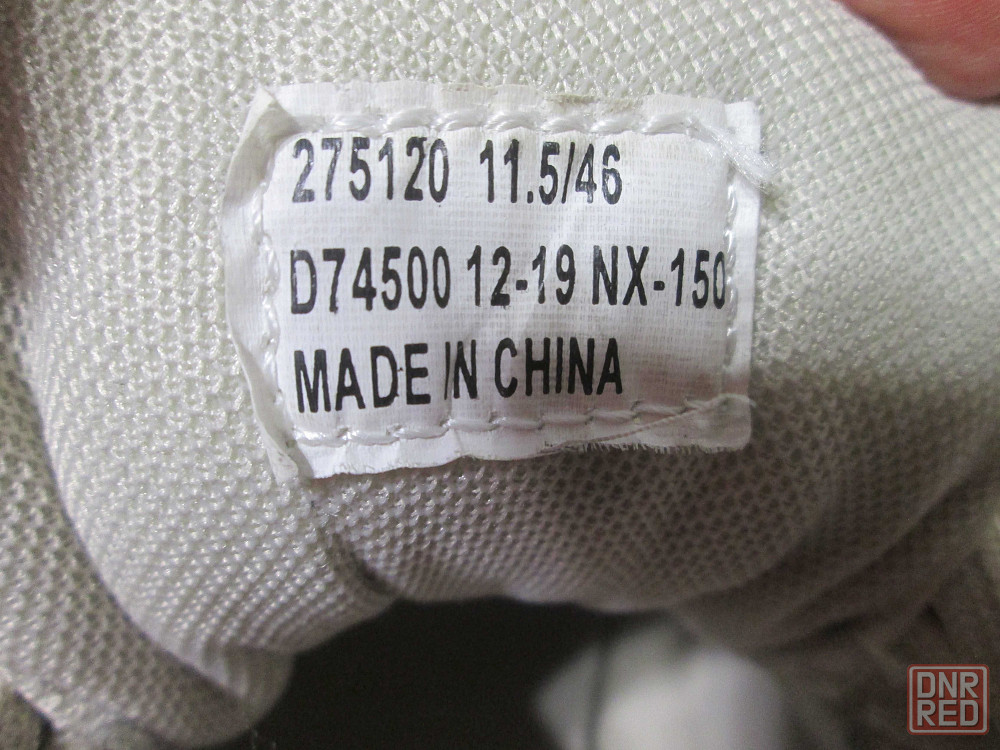 275120 11.5/46
D74500 12-19 NX-150
MADE IN CHINA
DNR
RED